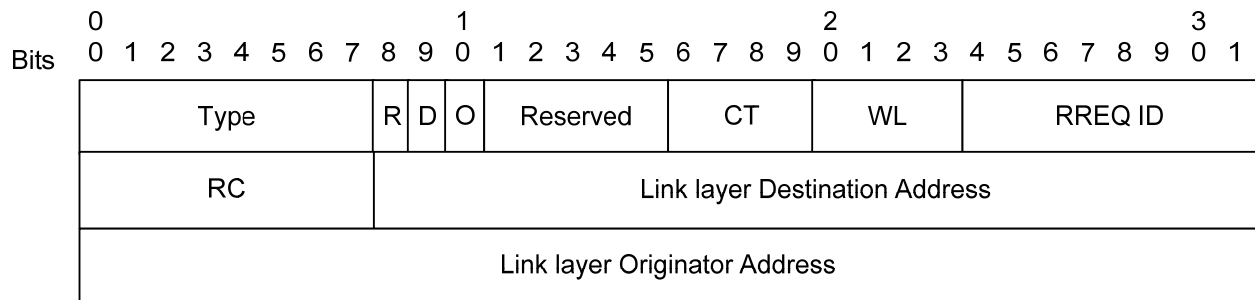 0 1 2 3
Bits 0 1 2 3 4 5 6 7 8 9 0 1 2 3 4 5 6 7 8 9 0 1 2 3 4 5 6 7 8 9 0 1
Type R D O Reserved CT WL RREQ ID
RC Link layer Destination Address
Link layer Originator Address